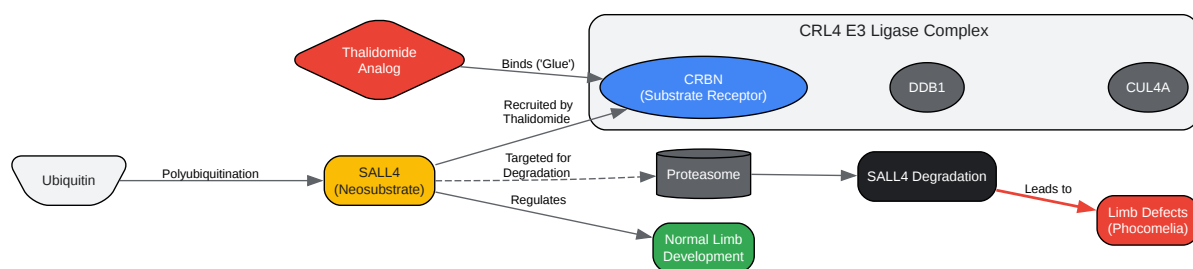 CRL4 E3 Ligase Complex
Thalidomide
Analog
Binds ('Glue')
CRBN
(Substrate Receptor)
DDB1
CUL4A
Recruited by
Thalidomide
Ubiquitin
Polyubiquitination
SALL4
(Neosubstrate)
Targeted for
Degradation
Proteasome
SALL4 Degradation
Leads to
Limb Defects
(Phocomelia)
Regulates
Normal Limb
Development